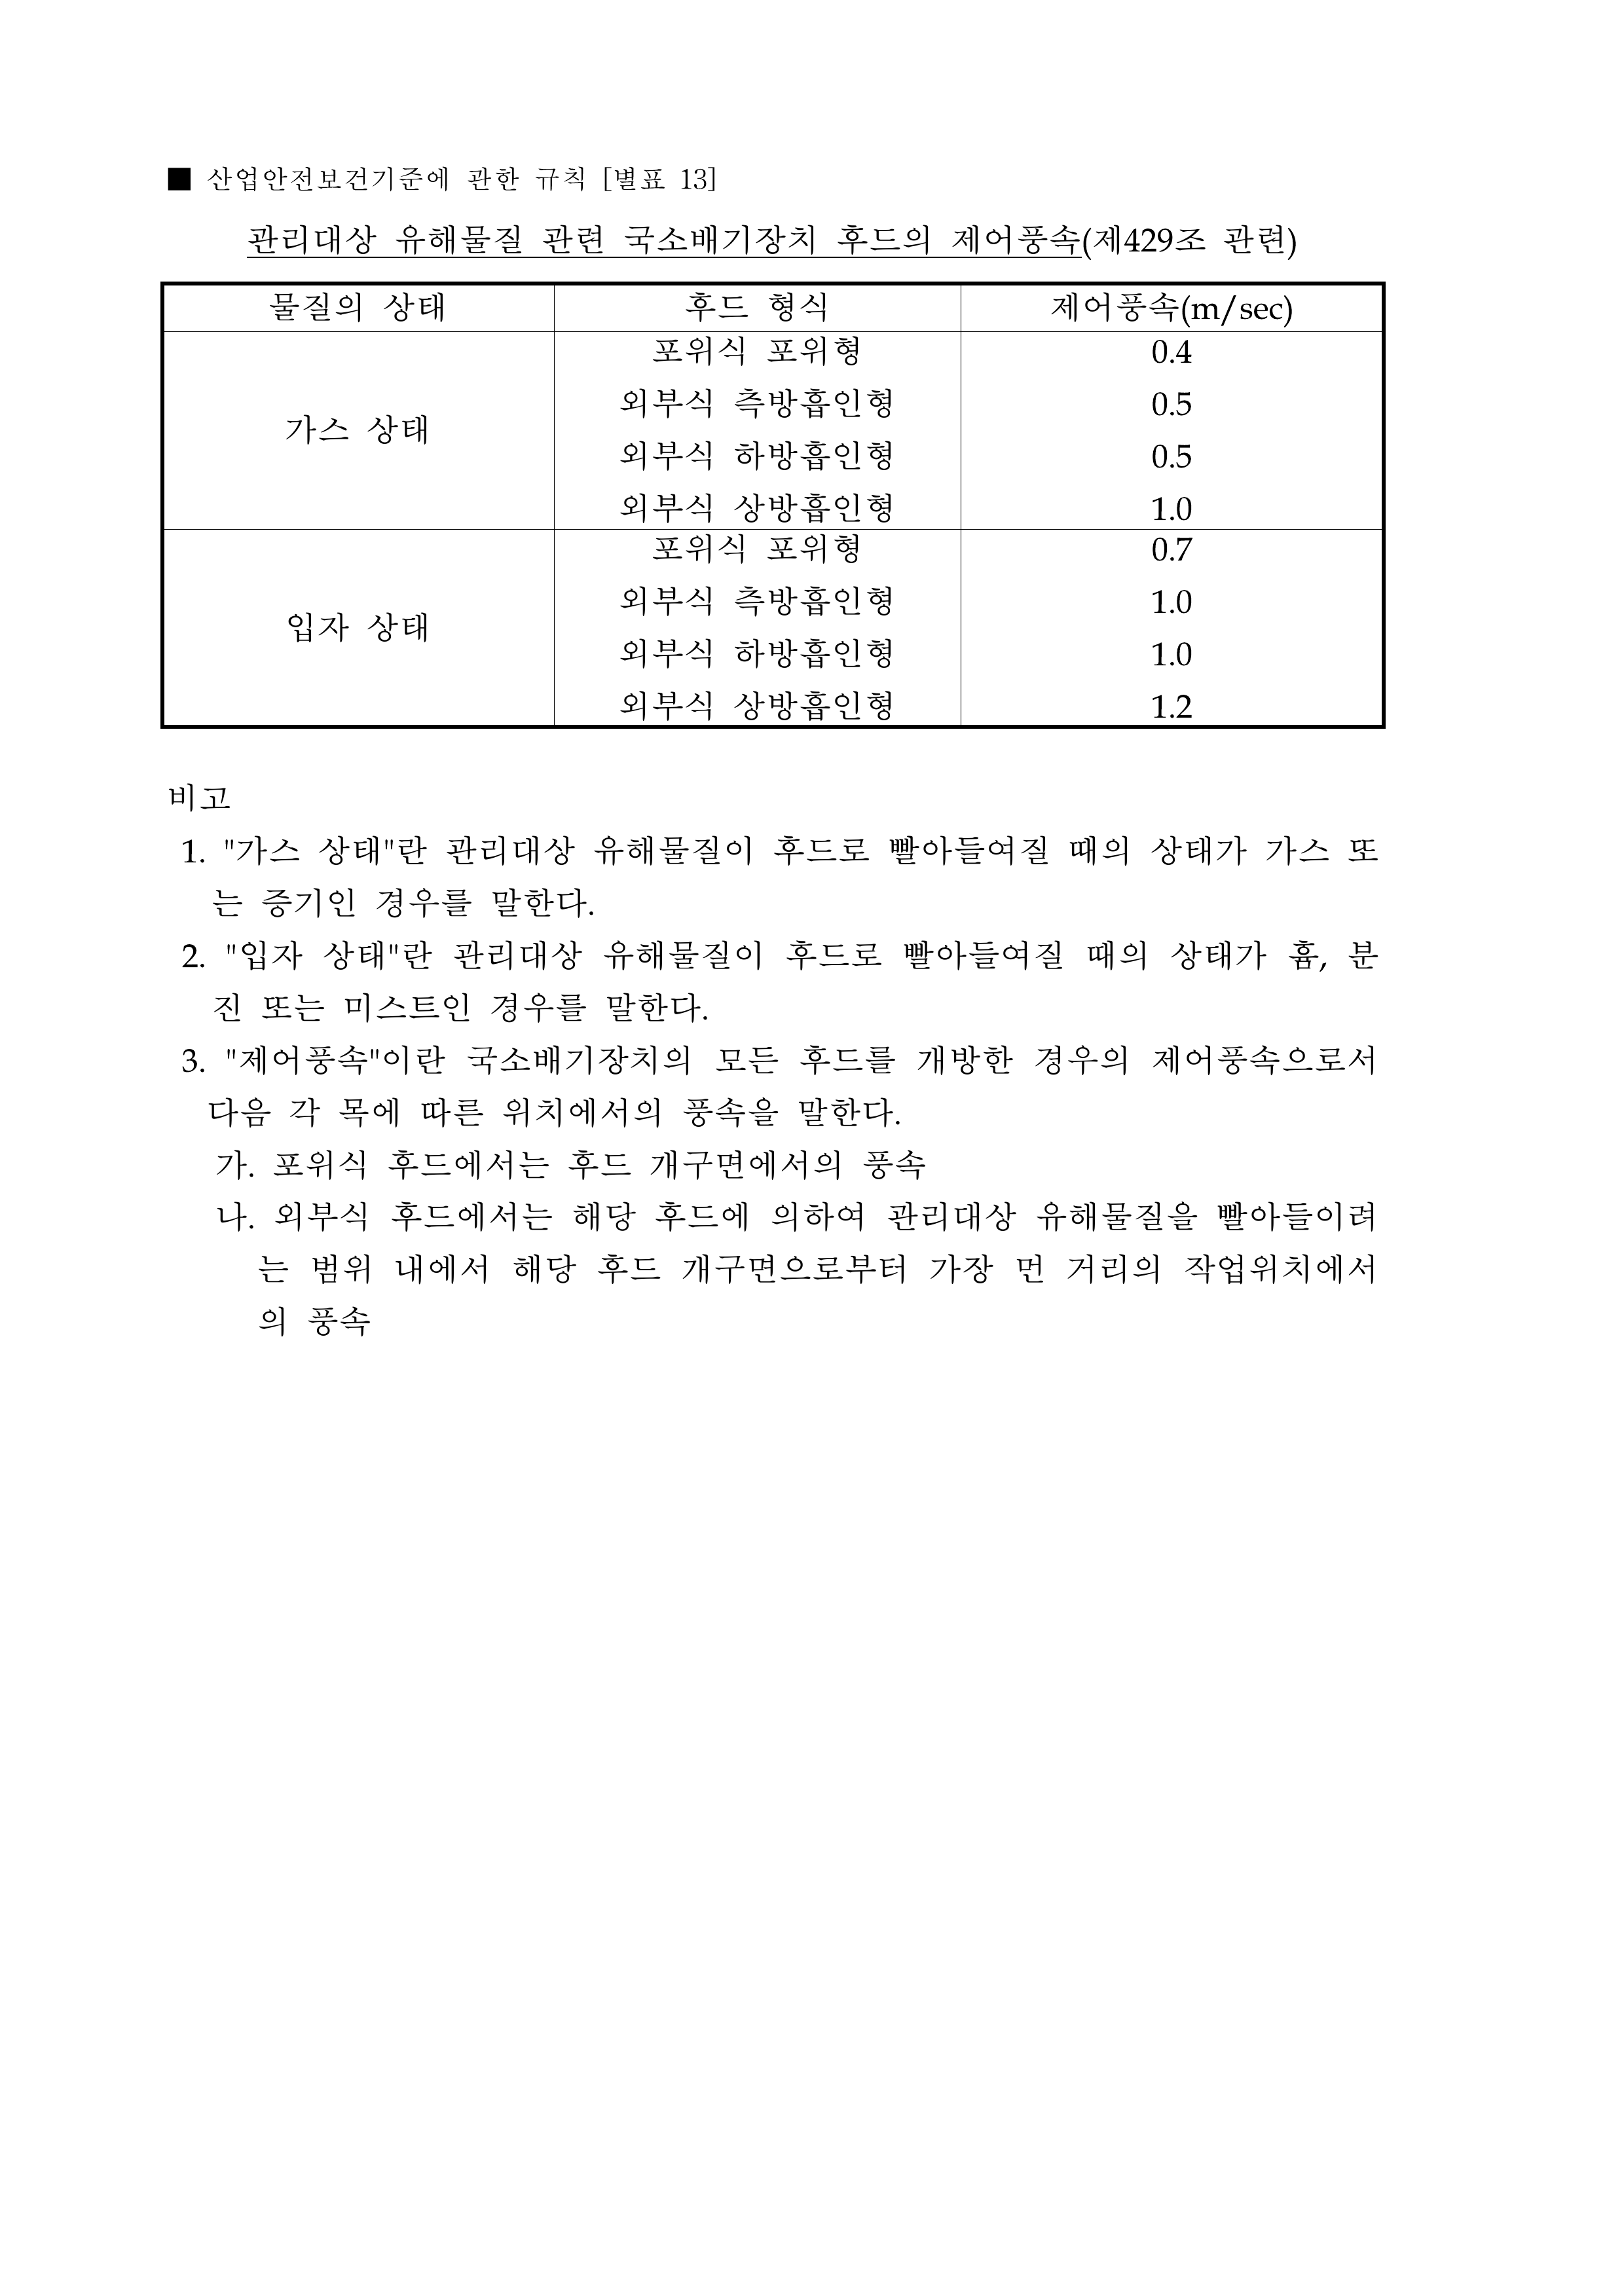 ■ 산업안전보건기준에 관한 규칙 [별표 13]
관리대상 유해물질 관련 국소배기장치 후드의 제어풍속(제429조 관련)
물질의 상태 후드 형식 제어풍속(m/sec)
가스 상태
포위식 포위형 0.4
외부식 측방흡인형 0.5
외부식 하방흡인형 0.5
외부식 상방흡인형 1.0
입자 상태
포위식 포위형 0.7
외부식 측방흡인형 1.0
외부식 하방흡인형 1.0
외부식 상방흡인형 1.2
비고
1. "가스 상태"란 관리대상 유해물질이 후드로 빨아들여질 때의 상태가 가스 또
는 증기인 경우를 말한다.
2. "입자 상태"란 관리대상 유해물질이 후드로 빨아들여질 때의 상태가 흄, 분
진 또는 미스트인 경우를 말한다.
3. "제어풍속"이란 국소배기장치의 모든 후드를 개방한 경우의 제어풍속으로서
다음 각 목에 따른 위치에서의 풍속을 말한다.
가. 포위식 후드에서는 후드 개구면에서의 풍속
나. 외부식 후드에서는 해당 후드에 의하여 관리대상 유해물질을 빨아들이려
는 범위 내에서 해당 후드 개구면으로부터 가장 먼 거리의 작업위치에서
의 풍속